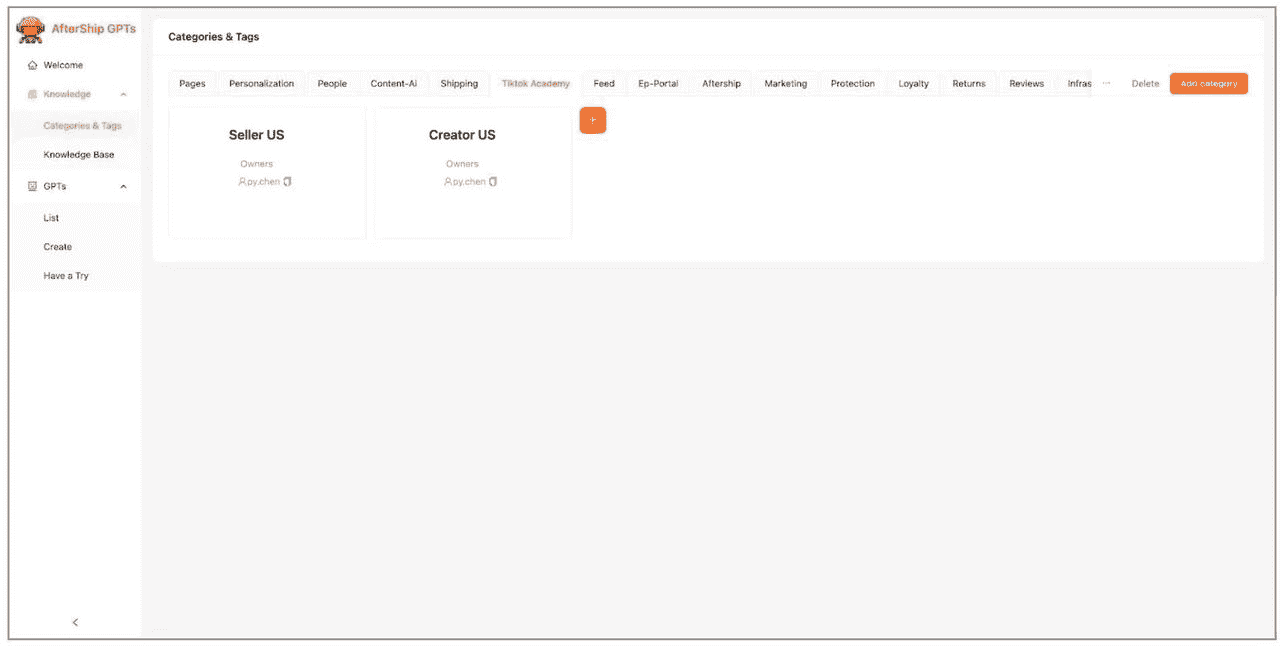 AfterShip GPTs
Welcome
Knowledge
Categories & Tags
Knowledge Base
GPTs
List
Create
Have a Try
Categories & Tags
Pages Personalization People Content-Ai Shipping Tiktok Academy Feed Ep-Portal Aftership Marketing Protection Loyalty Returns Reviews Infras ··· Delete Add category
Seller US
Owners
py.chen
Creator US
Owners
py.chen
+